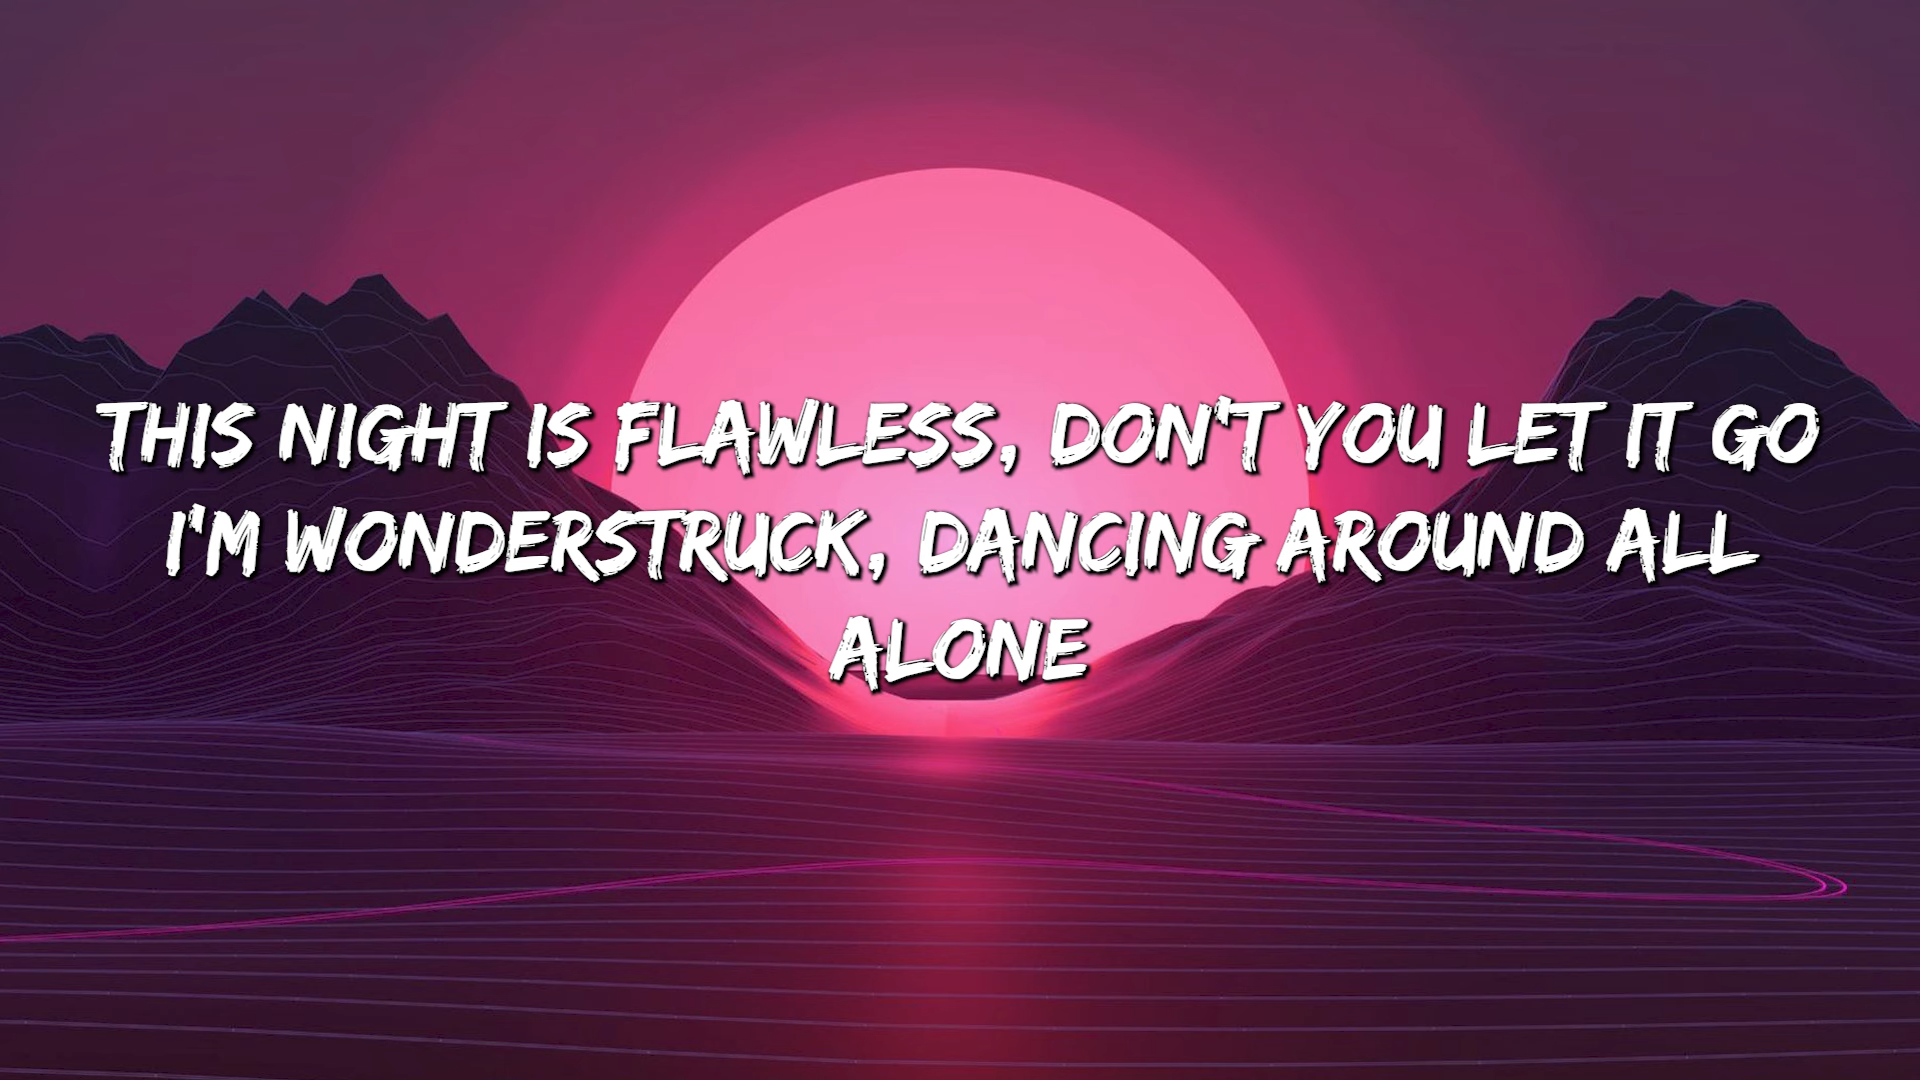 THIS NIGHT IS FLAWLESS, DON'T YOU LET IT GO
I'M WONDERSTRUCK, DANCING AROUND ALL
ALONE